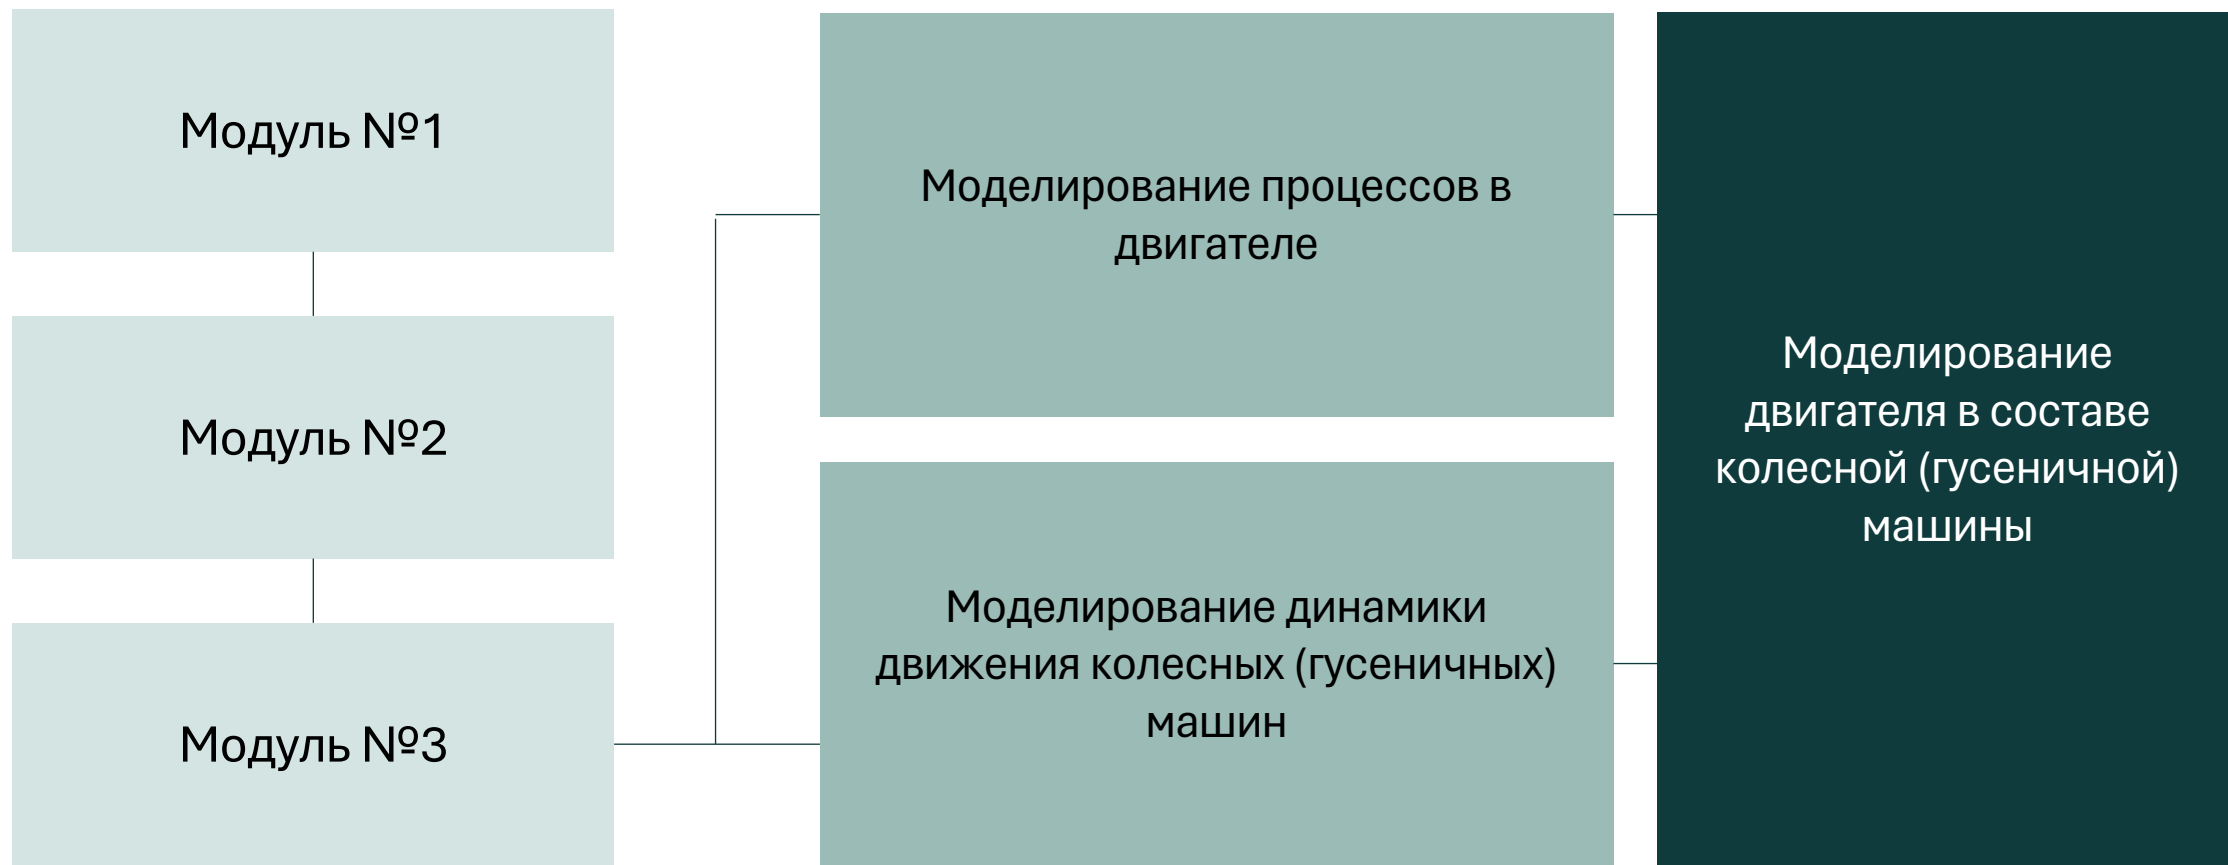 Модуль №1
Модуль №2
Модуль №3
Моделирование процессов в
двигателе
Моделирование динамики
движения колесных (гусеничных)
машин
Моделирование
двигателя в составе
колесной (гусеничной)
машины